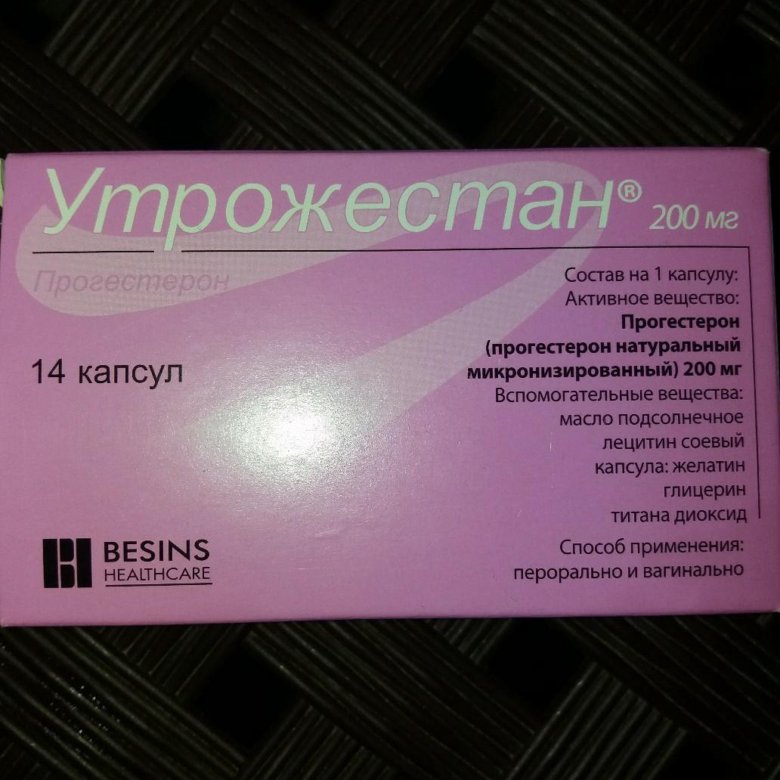 Утрожестан® 200 мг
Прогестерон
14 капсул
Состав на 1 капсулу:
Активное вещество:
Прогестерон
(прогестерон натуральный
микронизированный) 200 мг
Вспомогательные вещества:
масло подсолнечное
лецитин соевый
капсула: желатин
глицерин
титана диоксид
Способ применения:
перорально и вагинально
BESINS
HEALTHCARE